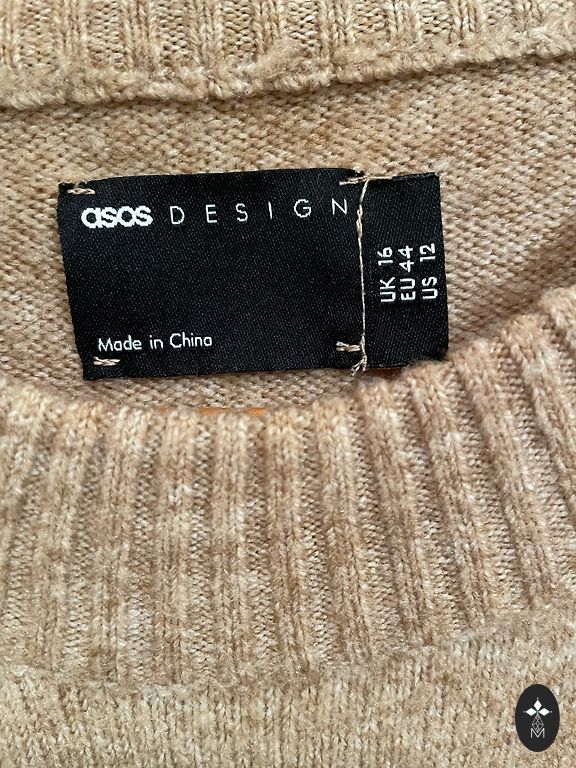 asos DESIGN
Made in China
UK 16
EU 44
US 12